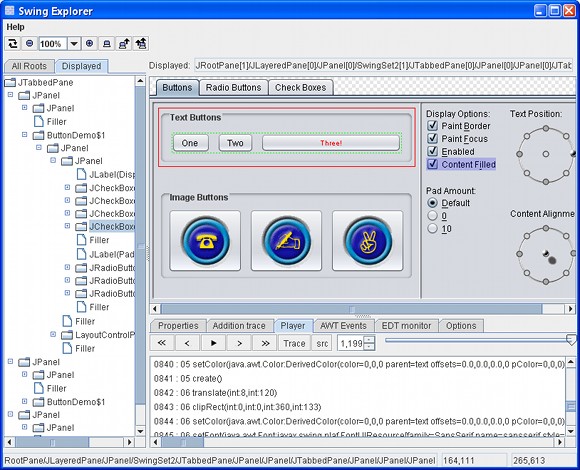 Swing Explorer
Help
100%
All Roots Displayed
Displayed: JRootPane[1]/JLayeredPane[0]/JPanel[0]/SwingSet2[1]/JTabbedPane[0]/JPanel[0]/JPanel[0]/JTab
JTabbedPane
JPanel
JPanel
Filler
ButtonDemo$1
JPanel
JPanel
JLabel(Disp
JCheckBox
JCheckBox
JCheckBox
JCheckBox
Filler
JLabel(Pad
JRadioButt
JRadioButt
JRadioButt
Filler
LayoutControlP
Filler
JPanel
JPanel
Filler
ButtonDemo$1
JPanel
JPanel
Buttons Radio Buttons Check Boxes
Text Buttons
One Two Three!
Image Buttons
Display Options:
Paint Border
Paint Focus
Enabled
Content Filled
Pad Amount:
Default
0
10
Text Position:
Content Alignme
Properties Addition trace Player AWT Events EDT monitor Options
<< < > >> Trace src 1,199
0840 : 05 setColor(java.awt.Color:DerivedColor(color=0,0,0 parent=text offsets=0.0,0.0,0.0,0 pColor=0,0,0)
0841 : 05 create()
0842 : 06 translate(int:8,int:120)
0843 : 06 clipRect(int:0,int:0,int:360,int:133)
0844 : 06 setColor(java.awt.Color:DerivedColor(color=0,0,0 parent=text offsets=0.0,0.0,0.0,0 pColor=0,0,0)
0845 : 06 setFont(java.awt.Font:javax.swing.plaf.FontUIResource[family=SansSerif,name=sansserif,style=
RootPane/JLayeredPane/JPanel/SwingSet2/JTabbedPane/JPanel/JPanel/JTabbedPane/JPanel/JPanel/JPanel
164,111
265,613